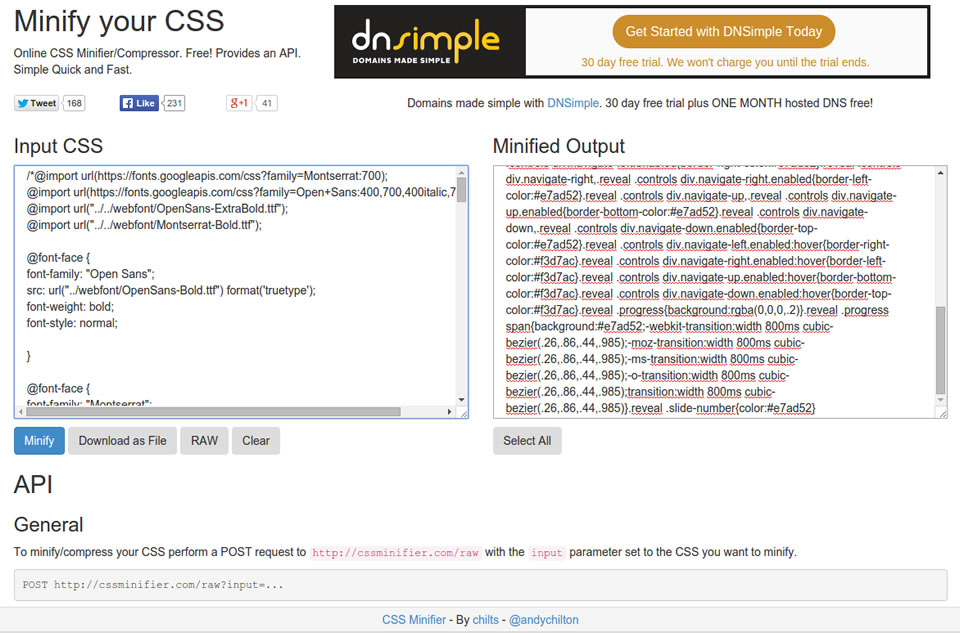 Minify your CSS
Online CSS Minifier/Compressor. Free! Provides an API.
Simple Quick and Fast.
dnsimple
DOMAINS MADE SIMPLE
Get Started with DNSimple Today
30 day free trial. We won't charge you until the trial ends.
Tweet 168 Like 231 g+1 41
Domains made simple with DNSimple. 30 day free trial plus ONE MONTH hosted DNS free!
Input CSS
/*@import url(https://fonts.googleapis.com/css?family=Montserrat:700);
@import url(https://fonts.googleapis.com/css?family=Open+Sans:400,700,400italic,7
@import url("../../webfont/OpenSans-ExtraBold.ttf");
@import url("../../webfont/Montserrat-Bold.ttf");
@font-face {
font-family: "Open Sans";
src: url("../webfont/OpenSans-Bold.ttf") format('truetype');
font-weight: bold;
font-style: normal;
}
@font-face {
font-family: "Montserrat";
Minified Output
div.navigate-right,.reveal .controls div.navigate-right.enabled{border-left-
color:#e7ad52}.reveal .controls div.navigate-up,.reveal .controls div.navigate-
up.enabled{border-bottom-color:#e7ad52}.reveal .controls div.navigate-
down,.reveal .controls div.navigate-down.enabled{border-top-
color:#e7ad52}.reveal .controls div.navigate-left.enabled:hover{border-right-
color:#f3d7ac}.reveal .controls div.navigate-right.enabled:hover{border-left-
color:#f3d7ac}.reveal .controls div.navigate-up.enabled:hover{border-bottom-
color:#f3d7ac}.reveal .controls div.navigate-down.enabled:hover{border-top-
color:#f3d7ac}.reveal .progress{background:rgba(0,0,0,.2)}.reveal .progress
span{background:#e7ad52;-webkit-transition:width 800ms cubic-
bezier(.26,.86,.44,.985);-moz-transition:width 800ms cubic-
bezier(.26,.86,.44,.985);-ms-transition:width 800ms cubic-
bezier(.26,.86,.44,.985);-o-transition:width 800ms cubic-
bezier(.26,.86,.44,.985);transition:width 800ms cubic-
bezier(.26,.86,.44,.985)}.reveal .slide-number{color:#e7ad52}
Minify Download as File RAW Clear
Select All
API
General
To minify/compress your CSS perform a POST request to http://cssminifier.com/raw with the input parameter set to the CSS you want to minify.
POST http://cssminifier.com/raw?input=...
CSS Minifier - By chilts - @andychilton